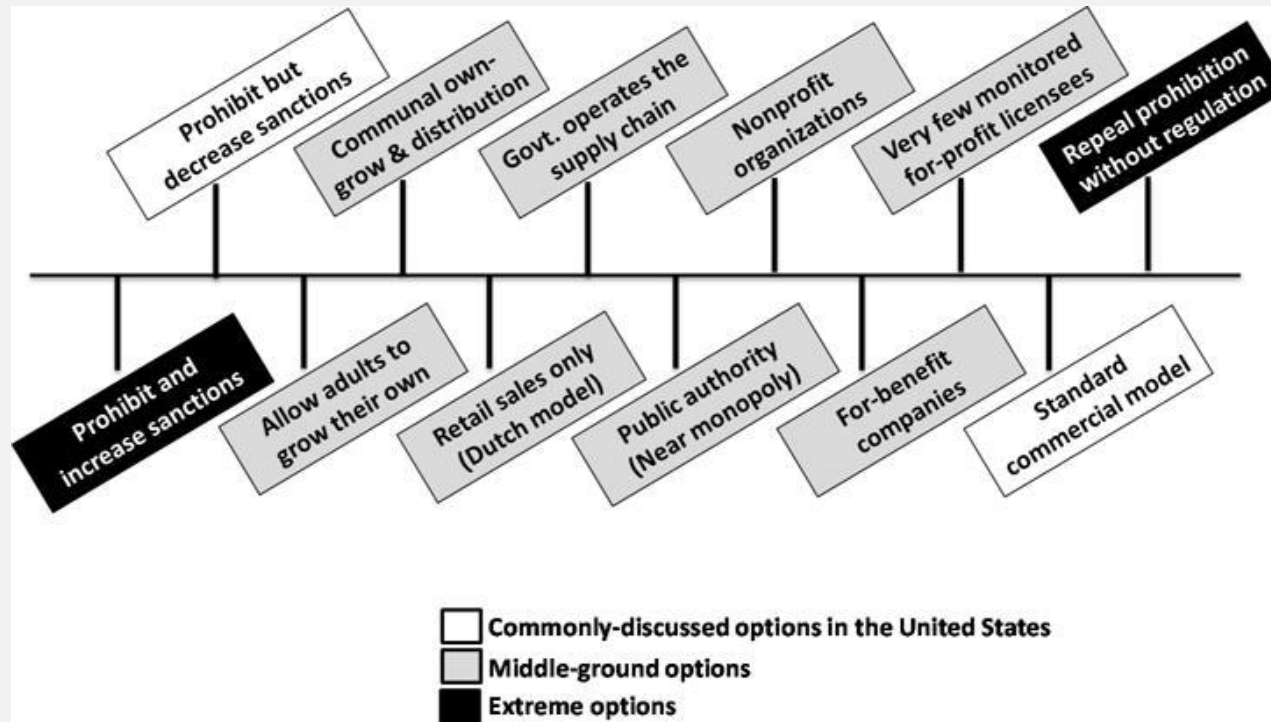 Prohibit but
decrease sanctions
Communal own-
grow & distribution
Govt. operates the
supply chain
Nonprofit
organizations
Very few monitored
for-profit licensees
Repeal prohibition
without regulation
Prohibit and
increase sanctions
Allow adults to
grow their own
Retail sales only
(Dutch model)
Public authority
(Near monopoly)
For-benefit
companies
Standard
commercial model
Commonly-discussed options in the United States
Middle-ground options
Extreme options